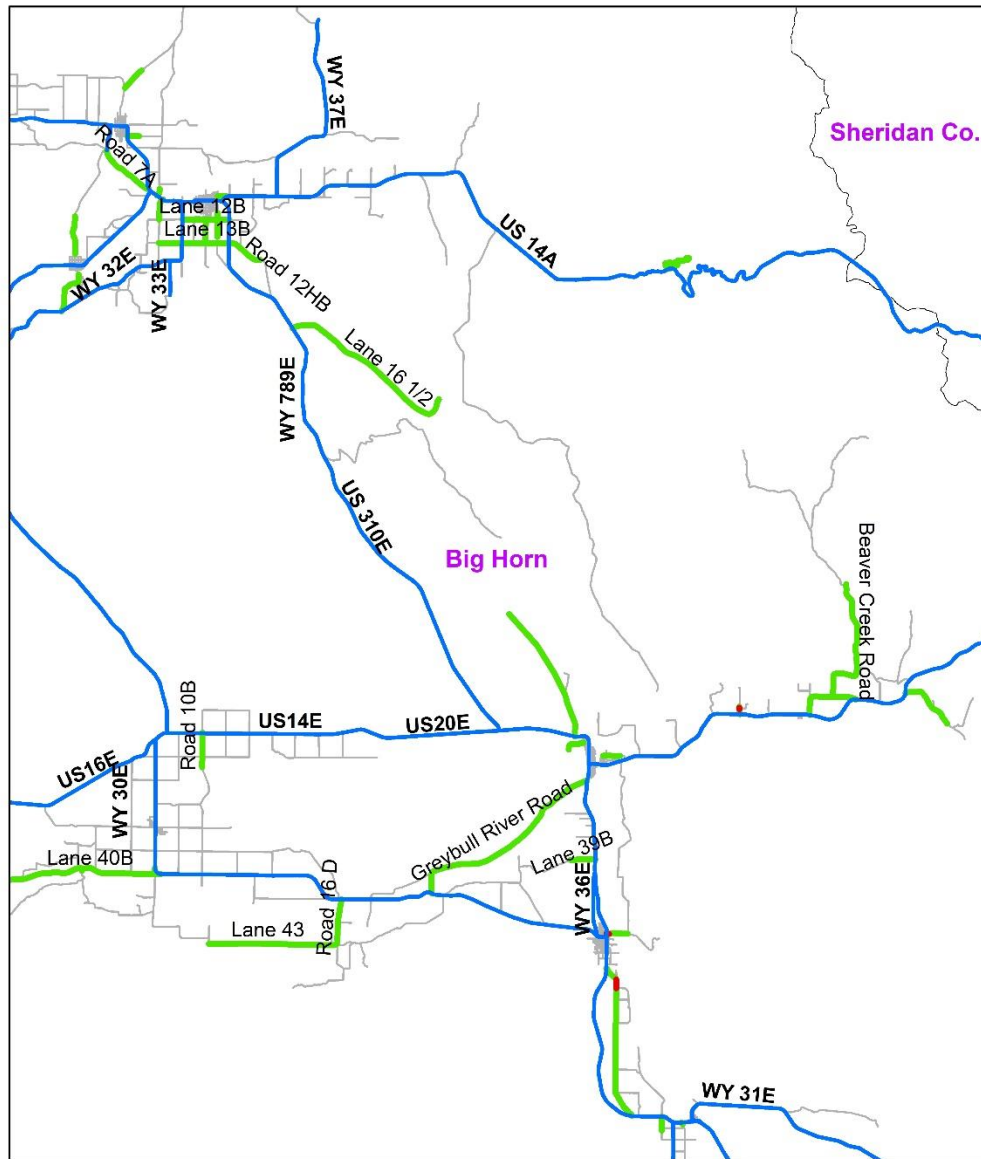 WY 37E
Sheridan Co.
Road 7A
Lane 12B
Lane 13B
Road 12HB
US 14A
WY 32E
WY 33E
Lane 16 1/2
WY 789E
US 310E
Big Horn
Beaver Creek Road
Road 10B
US14E
US20E
US16E
WY 30E
Greybull River Road
Lane 39B
Lane 40B
Road 16 D
WY 36E
Lane 43
WY 31E